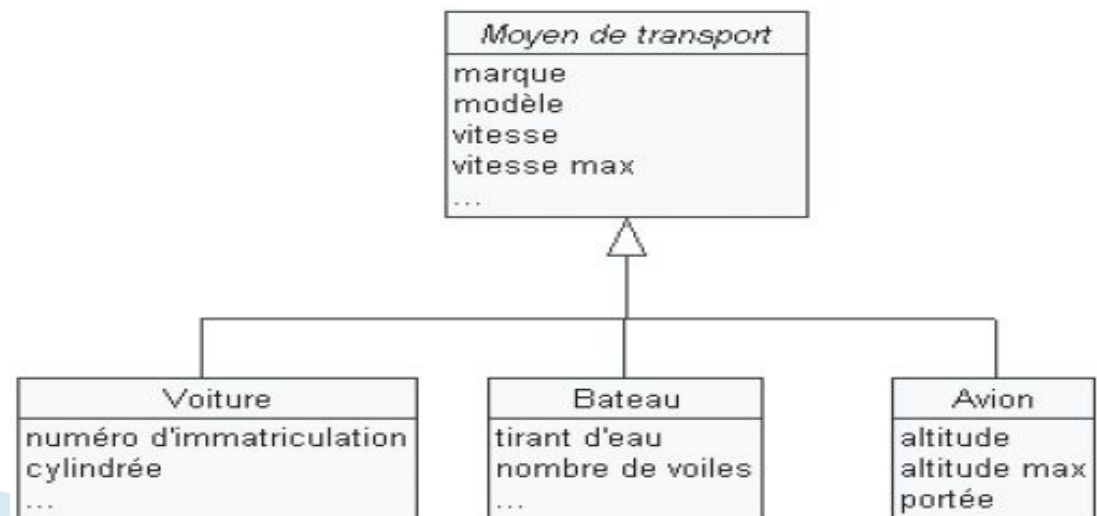 Moyen de transport
marque
modèle
vitesse
vitesse max
...
Voiture
numéro d'immatriculation
cylindrée
...
Bateau
tirant d'eau
nombre de voiles
...
Avion
altitude
altitude max
portée